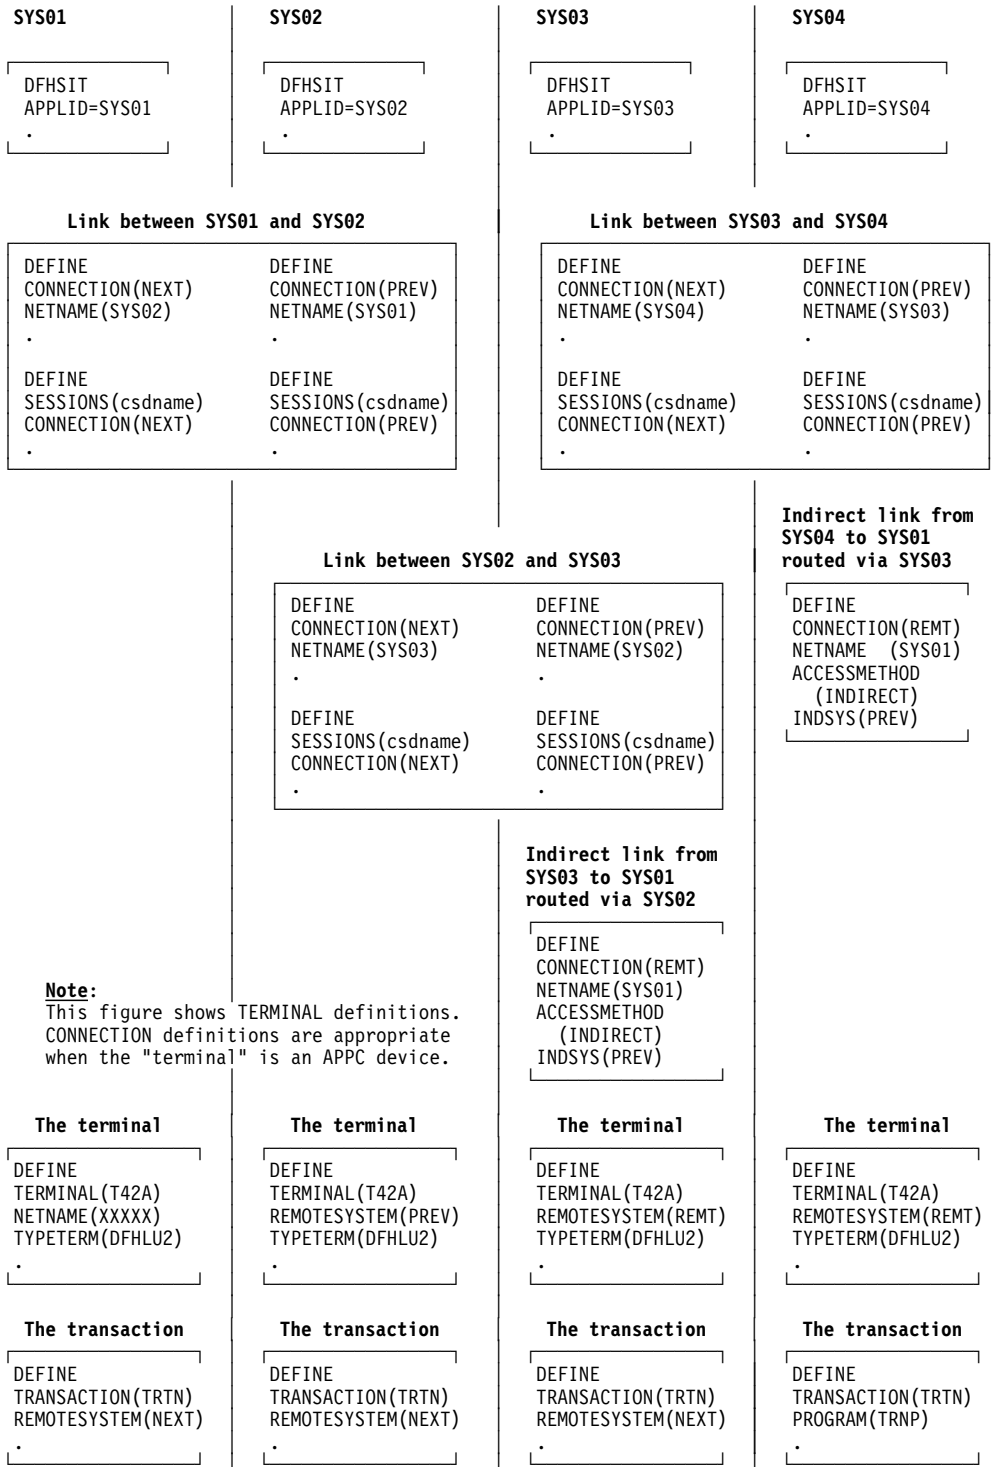 SYS01 SYS02 SYS03 SYS04
DFHSIT DFHSIT DFHSIT DFHSIT
APPLID=SYS01 APPLID=SYS02 APPLID=SYS03 APPLID=SYS04
. . . .
Link between SYS01 and SYS02 Link between SYS03 and SYS04
DEFINE DEFINE DEFINE DEFINE
CONNECTION(NEXT) CONNECTION(PREV) CONNECTION(NEXT) CONNECTION(PREV)
NETNAME(SYS02) NETNAME(SYS01) NETNAME(SYS04) NETNAME(SYS03)
. . . .
DEFINE DEFINE DEFINE DEFINE
SESSIONS(csdname) SESSIONS(csdname) SESSIONS(csdname) SESSIONS(csdname)
CONNECTION(NEXT) CONNECTION(PREV) CONNECTION(NEXT) CONNECTION(PREV)
. . . .
Indirect link from
SYS04 to SYS01
routed via SYS03
DEFINE
CONNECTION(REMT)
NETNAME (SYS01)
ACCESSMETHOD
(INDIRECT)
INDSYS(PREV)
Link between SYS02 and SYS03
DEFINE DEFINE
CONNECTION(NEXT) CONNECTION(PREV)
NETNAME(SYS03) NETNAME(SYS02)
. .
DEFINE DEFINE
SESSIONS(csdname) SESSIONS(csdname)
CONNECTION(NEXT) CONNECTION(PREV)
. .
Indirect link from
SYS03 to SYS01
routed via SYS02
DEFINE
CONNECTION(REMT)
NETNAME(SYS01)
ACCESSMETHOD
(INDIRECT)
INDSYS(PREV)
Note:
This figure shows TERMINAL definitions.
CONNECTION definitions are appropriate
when the "terminal" is an APPC device.
The terminal The terminal The terminal The terminal
DEFINE DEFINE DEFINE DEFINE
TERMINAL(T42A) TERMINAL(T42A) TERMINAL(T42A) TERMINAL(T42A)
NETNAME(XXXXX) REMOTESYSTEM(PREV) REMOTESYSTEM(REMT) REMOTESYSTEM(REMT)
TYPETERM(DFHLU2) TYPETERM(DFHLU2) TYPETERM(DFHLU2) TYPETERM(DFHLU2)
. . . .
The transaction The transaction The transaction The transaction
DEFINE DEFINE DEFINE DEFINE
TRANSACTION(TRTN) TRANSACTION(TRTN) TRANSACTION(TRTN) TRANSACTION(TRTN)
REMOTESYSTEM(NEXT) REMOTESYSTEM(NEXT) REMOTESYSTEM(NEXT) PROGRAM(TRNP)
. . . .